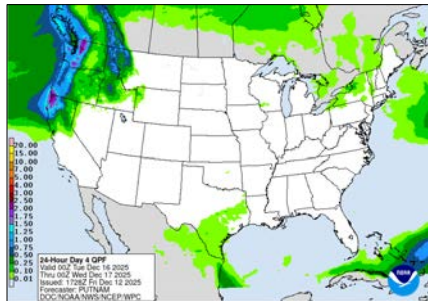 20.00
15.00
10.00
7.00
5.00
4.00
3.00
2.50
2.00
1.75
1.50
1.25
1.00
0.75
0.50
0.25
0.10
0.01
24-Hour Day 4 QPF
Valid 00Z Tue Dec 16 2025
Thru 00Z Wed Dec 17 2025
Issued: 1728Z Fri Dec 12 2025
Forecaster: PUTNAM
DOC/NOAA/NWS/NCEP/WPC
noaa